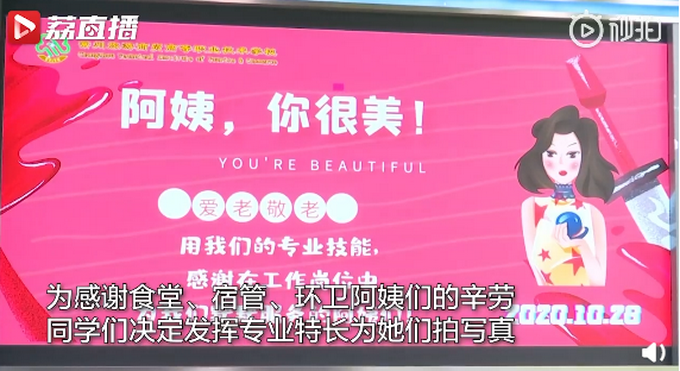 荔直播
秒拍
阿姨，你很美！
YOU'RE BEAUTIFUL
爱老敬老
用我们的专业技能，
感谢在工作岗位中
为感谢食堂、宿管、环卫阿姨们的辛劳
同学们决定发挥专业特长为她们拍写真
2020.10.28